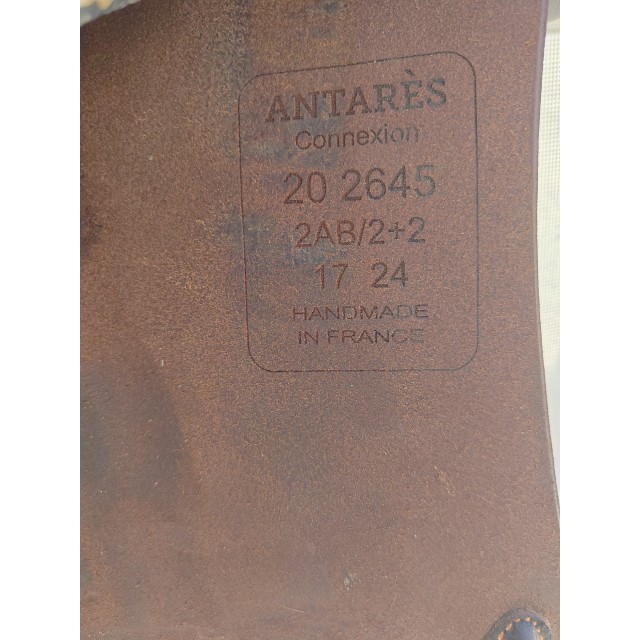 ANTARÈS
Connexion
20 2645
2AB/2+2
17 24
HANDMADE
IN FRANCE